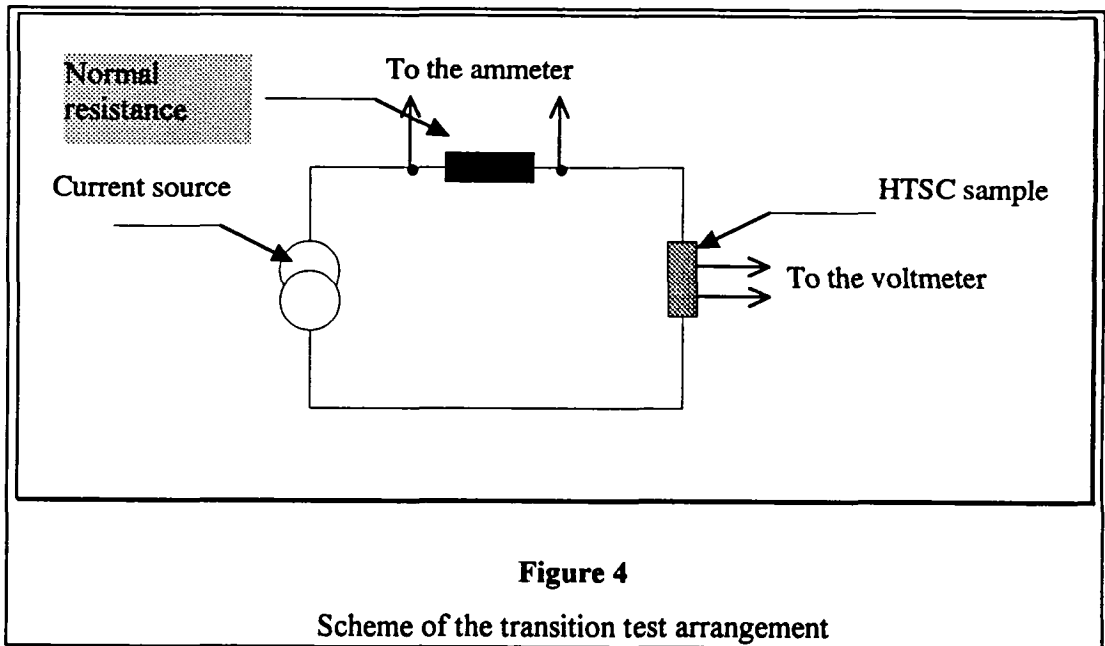 Normal
resistance
To the ammeter
Current source
HTSC sample
To the voltmeter
Figure 4
Scheme of the transition test arrangement